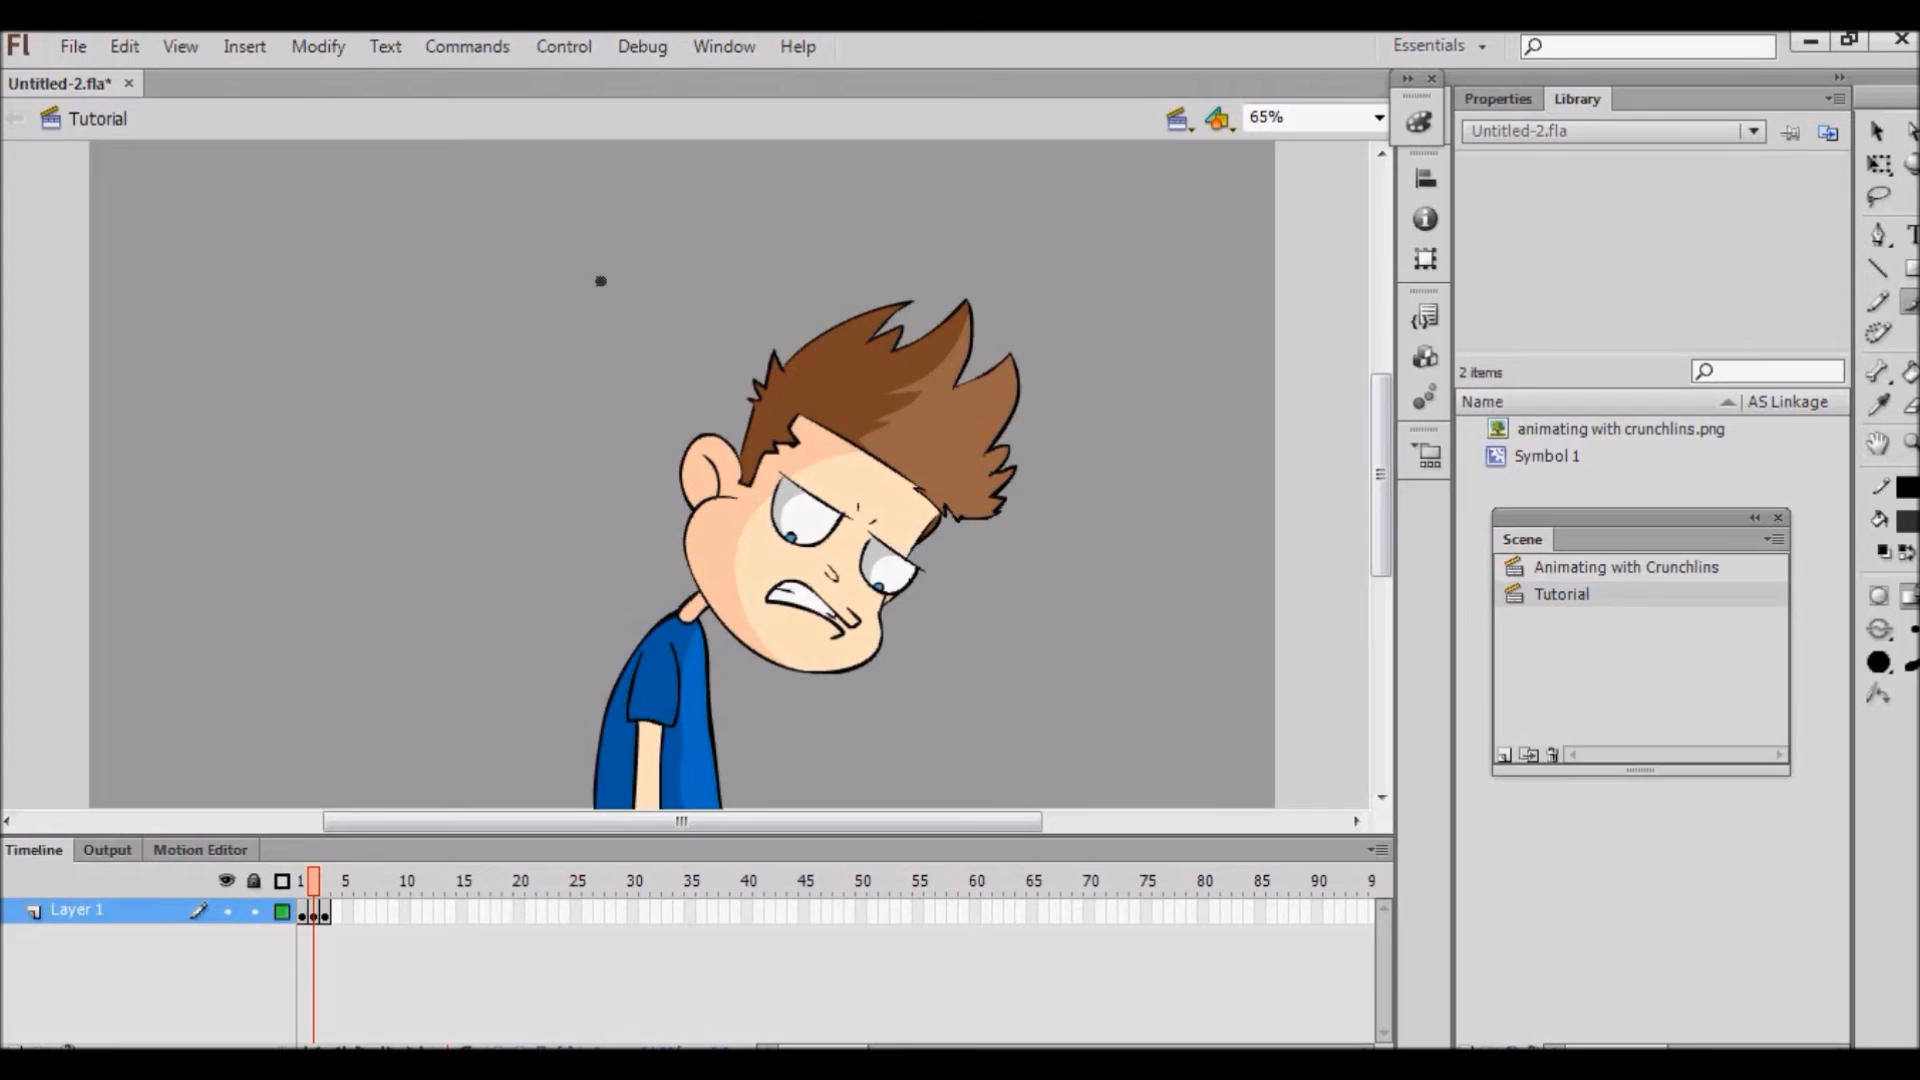 Fl File Edit View Insert Modify Text Commands Control Debug Window Help Essentials
Untitled-2.fla* ×
Tutorial 65%
Properties Library
Untitled-2.fla
2 items
Name AS Linkage
animating with crunchlins.png
Symbol 1
Scene
Animating with Crunchlins
Tutorial
Timeline Output Motion Editor
1 5 10 15 20 25 30 35 40 45 50 55 60 65 70 75 80 85 90 9
Layer 1